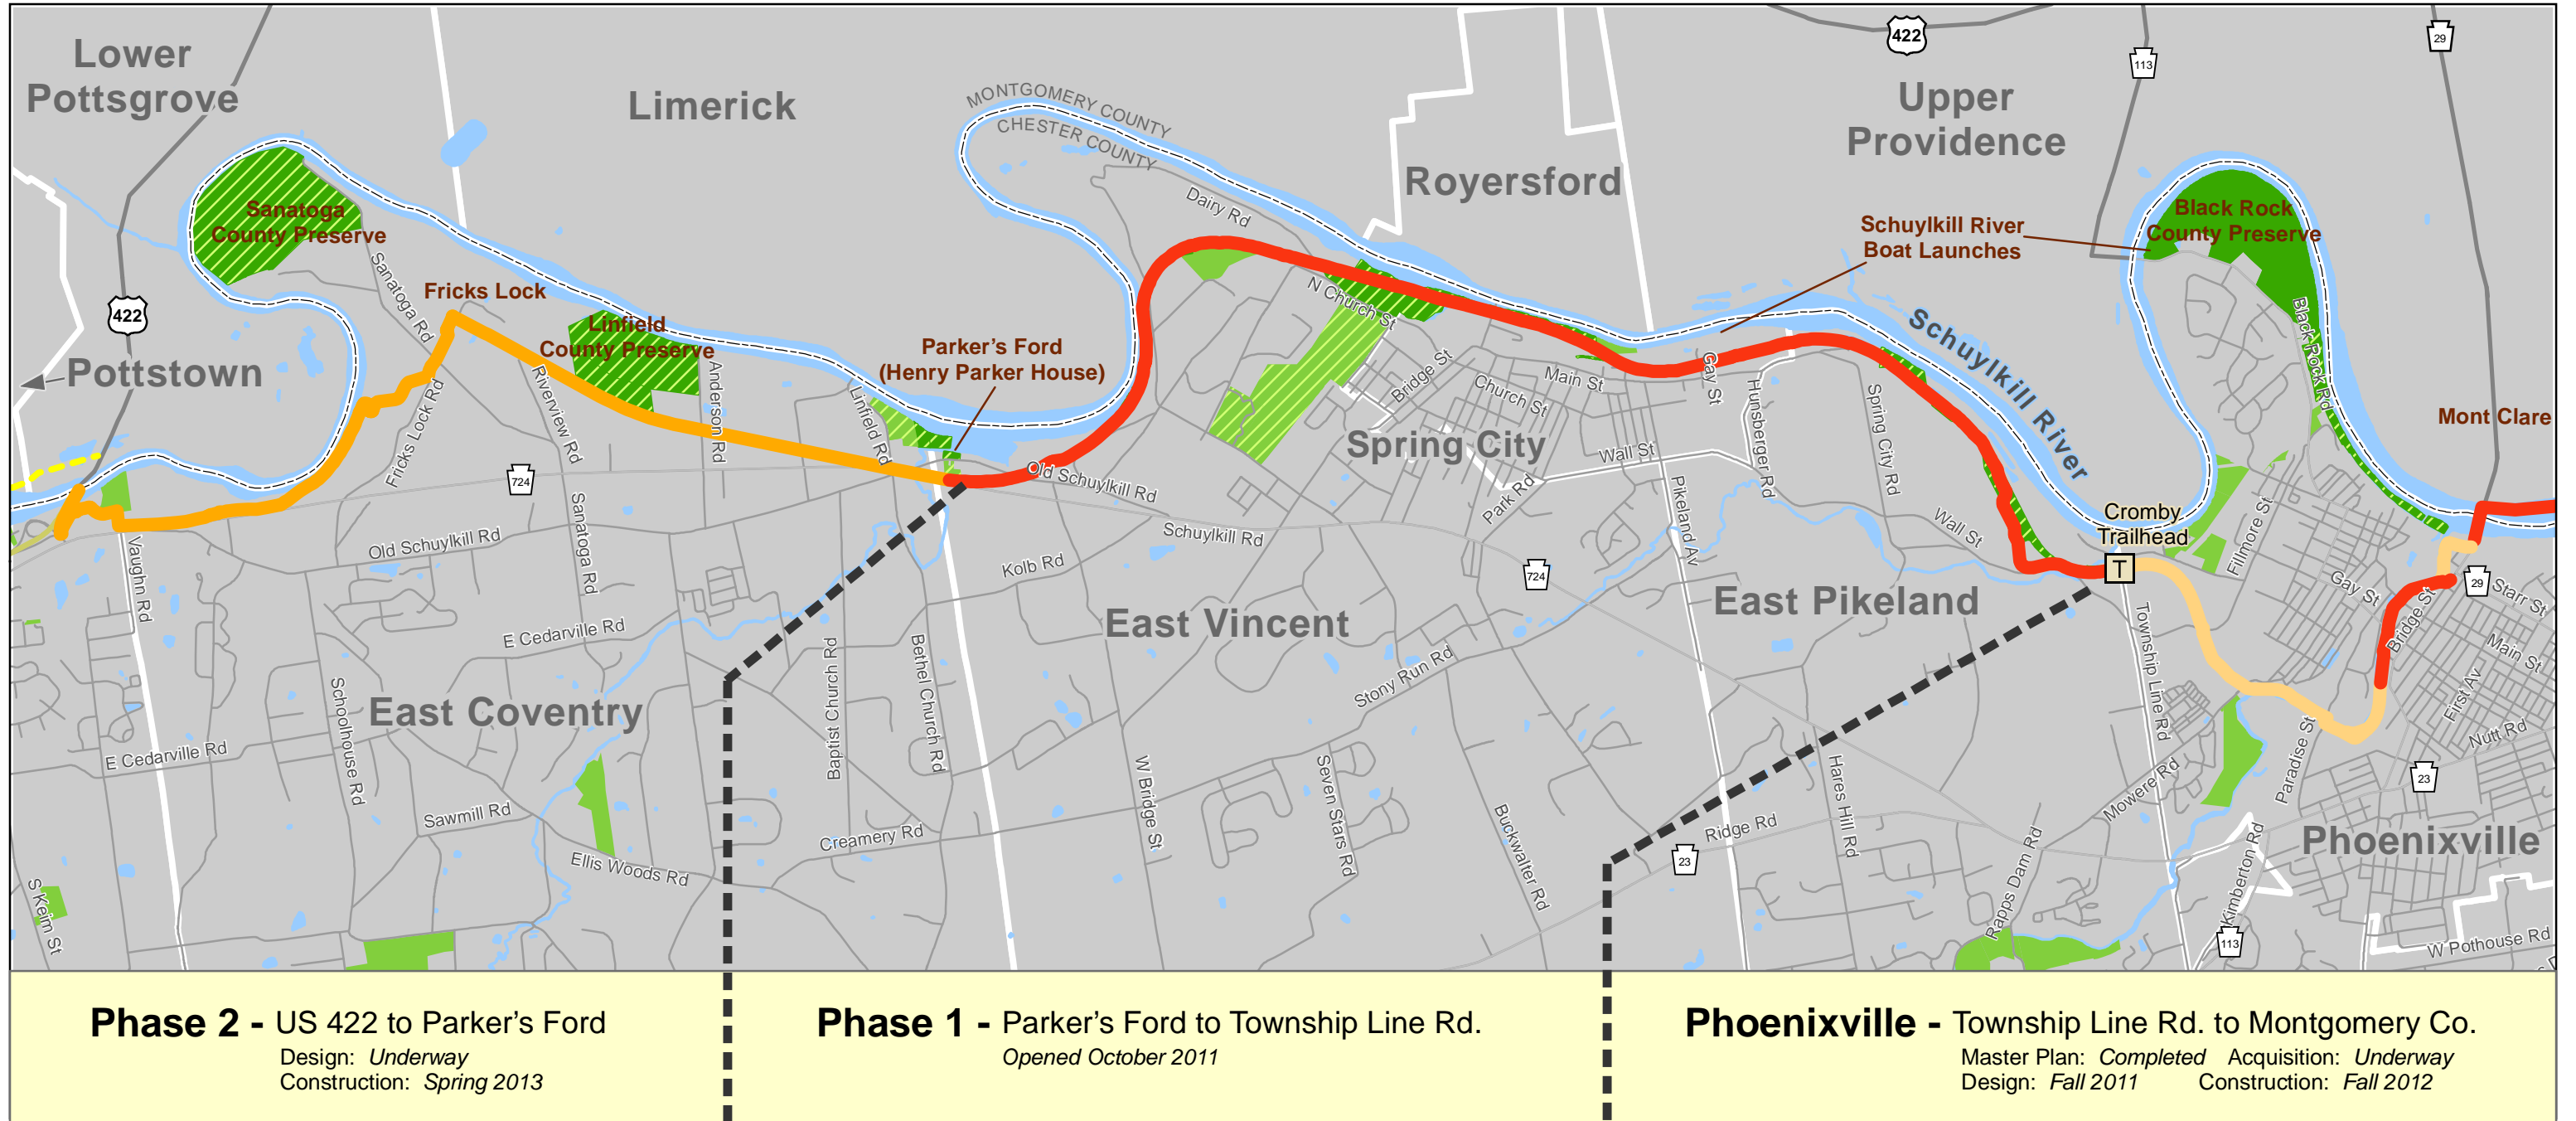 Lower
Pottsgrove
Limerick
MONTGOMERY COUNTY
CHESTER COUNTY
Royersford
Upper
Providence
422
113
29
Sanatoga
County Preserve
Sanatoga Rd
Fricks Lock
422
Pottstown
Linfield
County Preserve
Parker's Ford
(Henry Parker House)
Dairy Rd
N Church St
Schuylkill River
Boat Launches
Black Rock
County Preserve
Black Rock Rd
Schuylkill River
Mont Clare
Fricks Lock Rd
Riverview Rd
Anderson Rd
Linfield Rd
Bridge St
Church St
Main St
Gay St
Hunsberger Rd
Spring City Rd
Spring City
Wall St
Park Rd
Pikeland Av
Wall St
Old Schuylkill Rd
724
Schuylkill Rd
724
Cromby
Trailhead
T
Fillmore St
Gay St
29
Starr St
Bridge St
Main St
First Av
Nutt Rd
23
Vaughn Rd
Old Schuylkill Rd
Sanatoga Rd
Kolb Rd
East Vincent
East Pikeland
E Cedarville Rd
East Coventry
Schoolhouse Rd
E Cedarville Rd
Sawmill Rd
Ellis Woods Rd
S Keim St
Baptist Church Rd
Bethel Church Rd
Creamery Rd
W Bridge St
Seven Stars Rd
Stony Run Rd
Buckwalter Rd
23
Ridge Rd
Hares Hill Rd
Rapps Dam Rd
Mowere Rd
Township Line Rd
Paradise St
Kimberton Rd
113
Phoenixville
W Pothouse Rd
Phase 2 - US 422 to Parker's Ford
Design: Underway
Construction: Spring 2013
Phase 1 - Parker's Ford to Township Line Rd.
Opened October 2011
Phoenixville - Township Line Rd. to Montgomery Co.
Master Plan: Completed Acquisition: Underway
Design: Fall 2011 Construction: Fall 2012